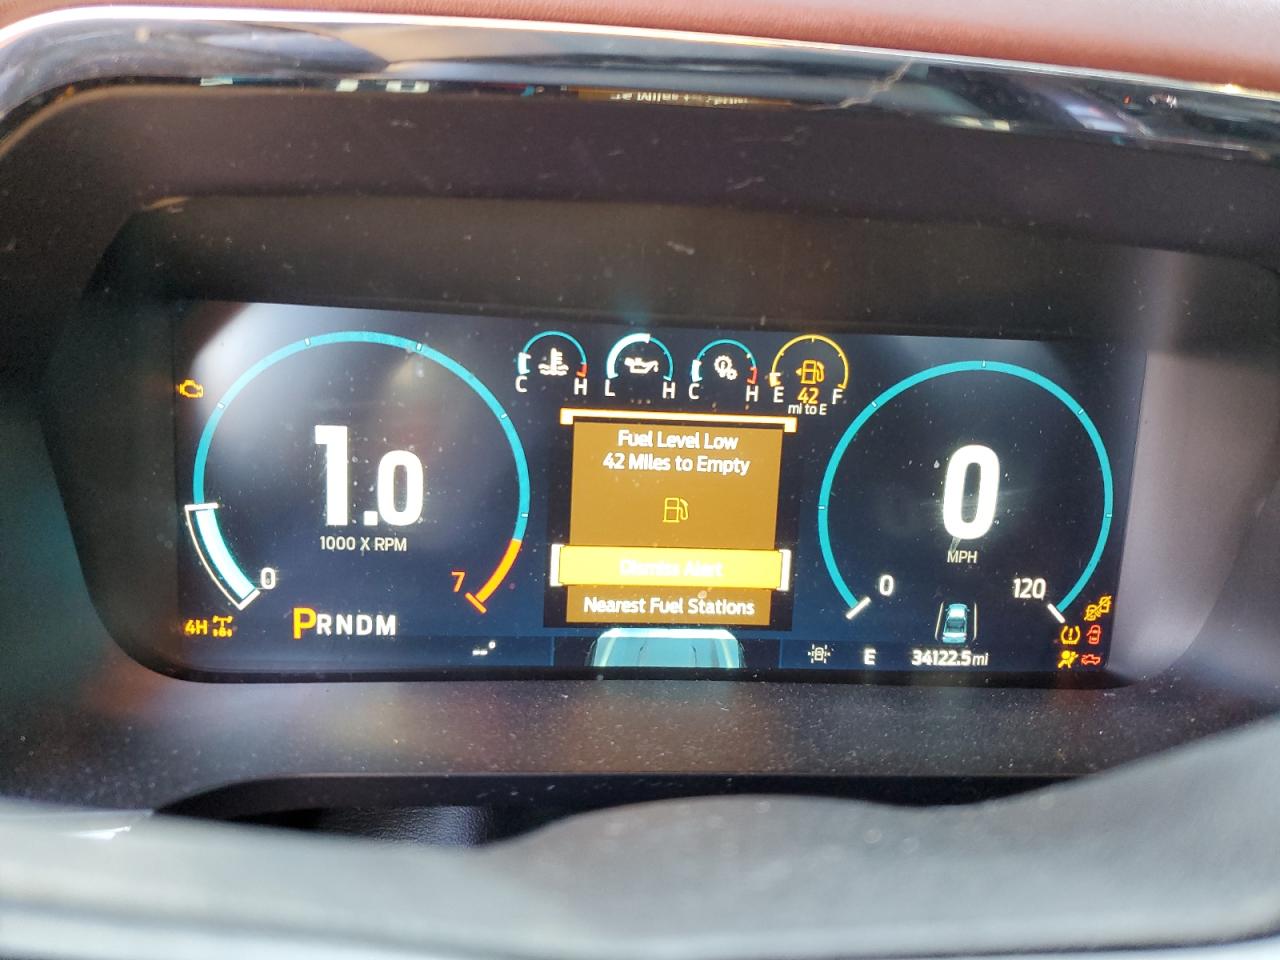 C H
L H
C H
E 42 F
mi to E
Fuel Level Low
42 Miles to Empty
Dismiss Alert
Nearest Fuel Stations
1.0
1000 X RPM
0
7
4H
PRNDM
--°
0
MPH
0
120
E
34122.5 mi